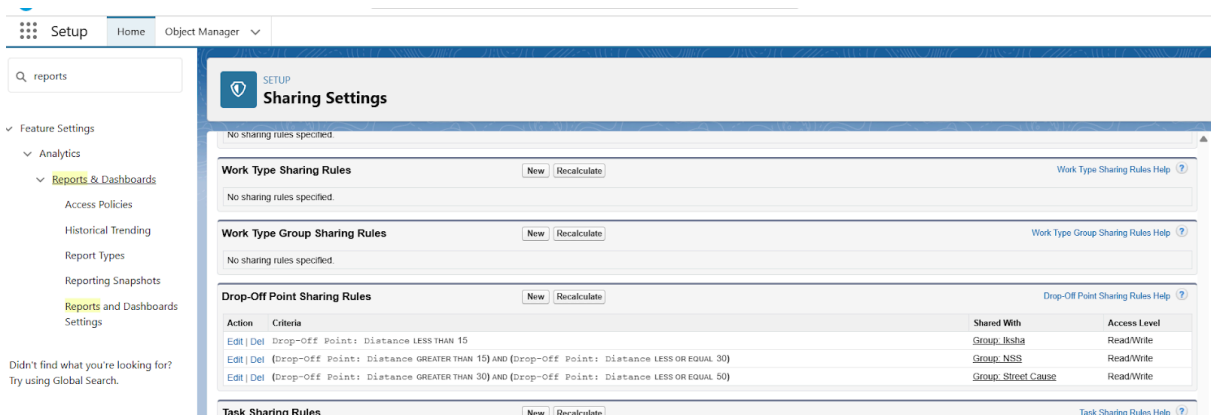 Setup Home Object Manager
reports
SETUP
Sharing Settings
Feature Settings
Analytics
Reports & Dashboards
Access Policies
Historical Trending
Report Types
Reporting Snapshots
Reports and Dashboards
Settings
Didn't find what you're looking for?
Try using Global Search.
No sharing rules specified.
Work Type Sharing Rules New Recalculate Work Type Sharing Rules Help ?
No sharing rules specified.
Work Type Group Sharing Rules New Recalculate Work Type Group Sharing Rules Help ?
No sharing rules specified.
Drop-Off Point Sharing Rules New Recalculate Drop-Off Point Sharing Rules Help ?
Action Criteria Shared With Access Level
Edit | Del Drop-Off Point: Distance LESS THAN 15 Group: Iksha Read/Write
Edit | Del (Drop-Off Point: Distance GREATER THAN 15) AND (Drop-Off Point: Distance LESS OR EQUAL 30) Group: NSS Read/Write
Edit | Del (Drop-Off Point: Distance GREATER THAN 30) AND (Drop-Off Point: Distance LESS OR EQUAL 50) Group: Street Cause Read/Write
Task Sharing Rules New Recalculate Task Sharing Rules Help ?